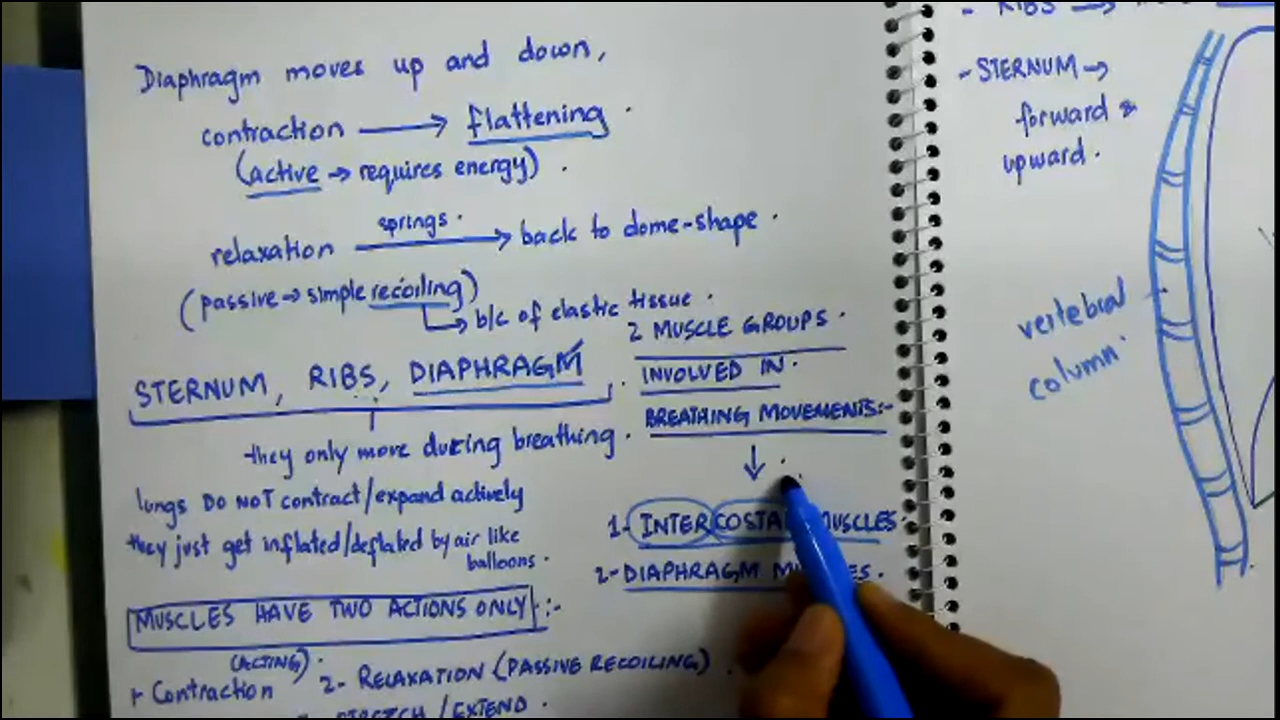 Diaphragm moves up and down,
contraction → flattening.
(active → requires energy).
springs.
relaxation → back to dome-shape.
(passive → simple recoiling)
→ b/c of elastic tissue.
STERNUM, RIBS, DIAPHRAGM.
they only move during breathing.
lungs DO NOT contract/expand actively
they just get inflated/deflated by air like
balloons.
MUSCLES HAVE TWO ACTIONS ONLY:-
(ACTING).
1- Contraction 2- RELAXATION (PASSIVE RECOILING).
STRETCH / EXTEND.
2 MUSCLE GROUPS.
INVOLVED IN.
BREATHING MOVEMENTS:-
↓
1- INTERCOSTAL MUSCLES.
2- DIAPHRAGM MUSCLES.
- RIBS →
- STERNUM →
forward &
upward.
vertebral
column.